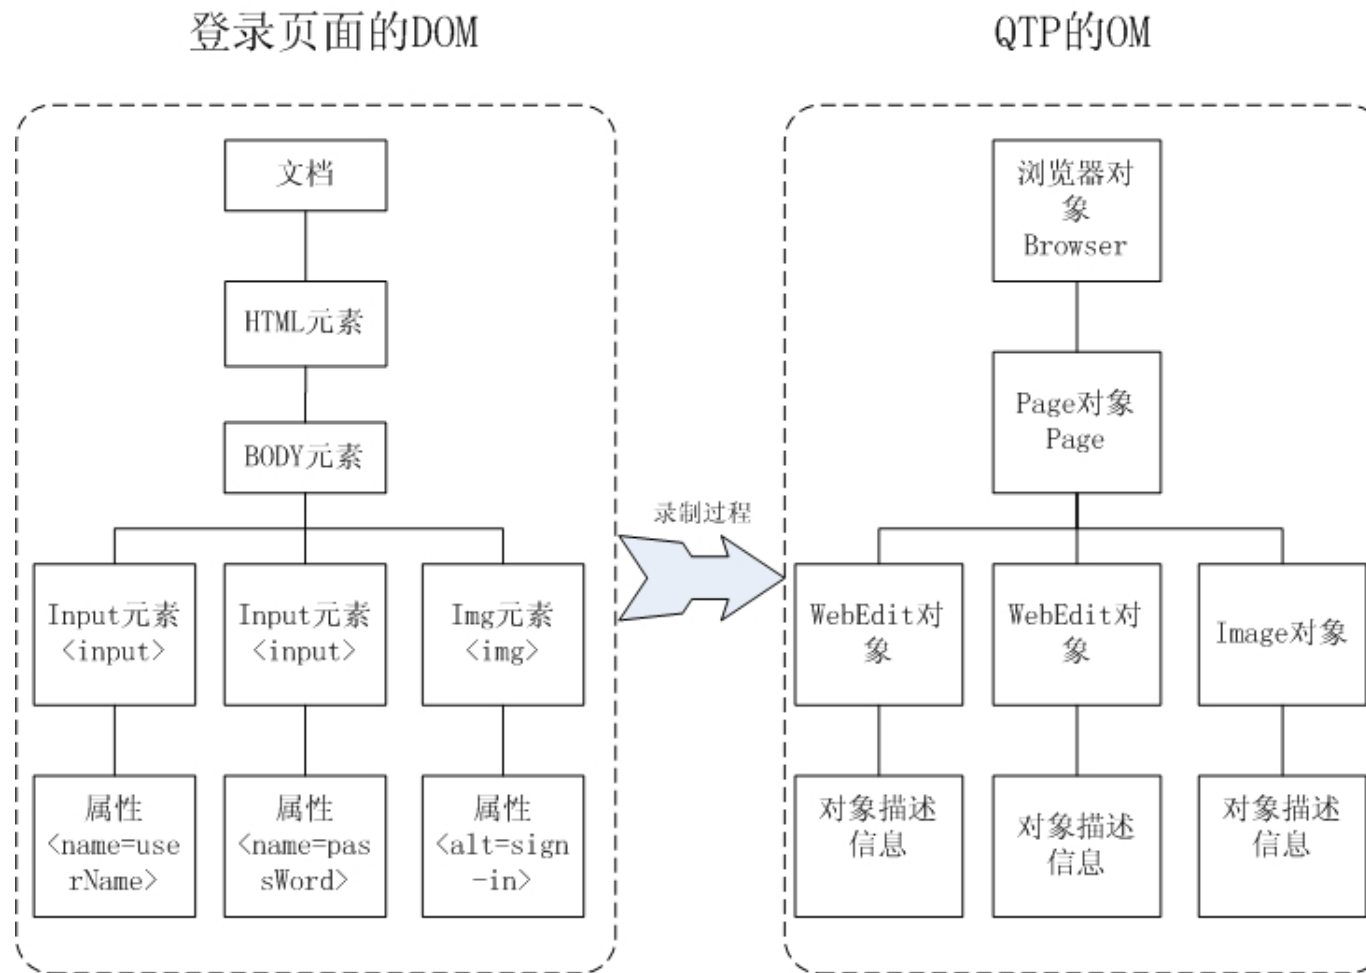 登录页面的DOM
QTP的OM
文档
HTML元素
BODY元素
Input元素
<input>
Input元素
<input>
Img元素
<img>
属性
<name=use
rName>
属性
<name=pas
sWord>
属性
<alt=sign
-in>
录制过程
浏览器对
象
Browser
Page对象
Page
WebEdit对
象
WebEdit对
象
Image对象
对象描述
信息
对象描述
信息
对象描述
信息